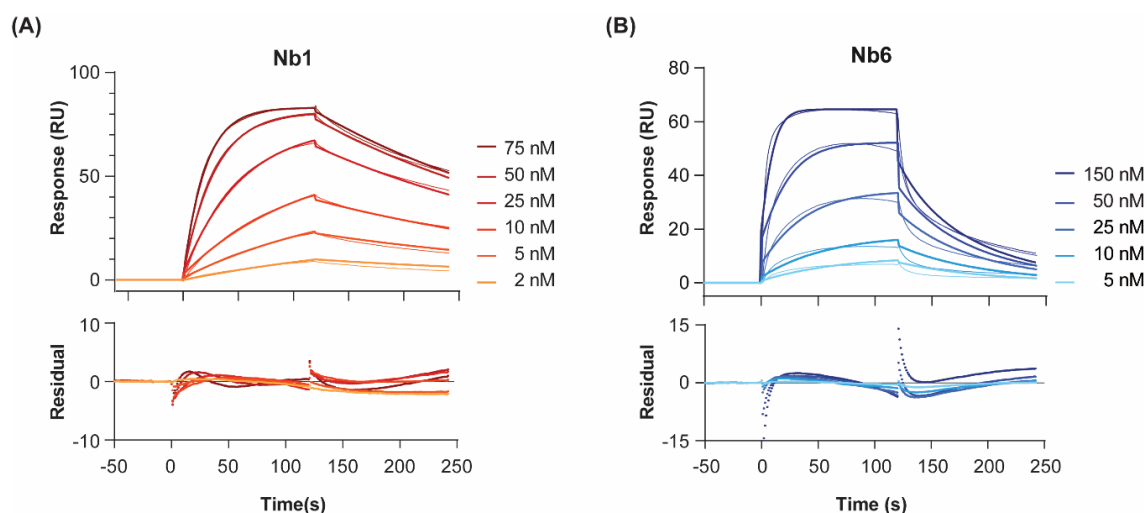 (A)
Nb1
Response (RU)
100
50
0
75 nM
50 nM
25 nM
10 nM
5 nM
2 nM
Residual
10
0
-10
-50 0 50 100 150 200 250
Time(s)
(B)
Nb6
Response (RU)
80
60
40
20
0
150 nM
50 nM
25 nM
10 nM
5 nM
Residual
15
0
-15
-50 0 50 100 150 200 250
Time (s)